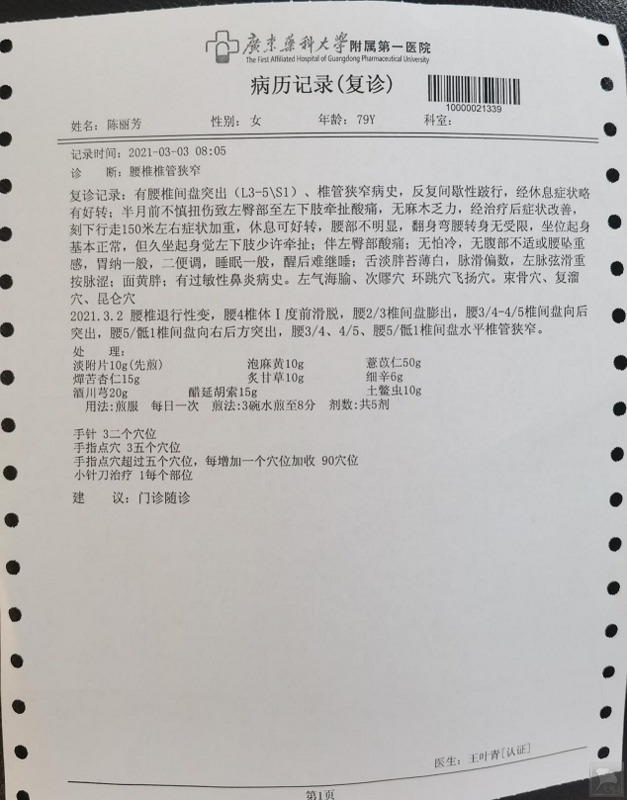 廣東藥科大学附属第一医院
The First Affiliated Hospital of Guangdong Pharmaceutical University
病历记录(复诊)
10000021339
姓名：陈丽芳 性别：女 年龄：79Y 科室：
记录时间：2021-03-03 08:05
诊 断：腰椎椎管狭窄
复诊记录：有腰椎间盘突出（L3-5\S1）、椎管狭窄病史，反复间歇性跛行，经休息症状略
有好转；半月前不慎扭伤致左臀部至左下肢牵扯酸痛，无麻木乏力，经治疗后症状改善，
刻下行走150米左右症状加重，休息可好转，腰部不明显，翻身弯腰转身无受限，坐位起身
基本正常，但久坐起身觉左下肢少许牵扯；伴左臀部酸痛；无怕冷，无腹部不适或腰坠重
感，胃纳一般，二便调，睡眠一般，醒后难继睡；舌淡胖苔薄白，脉滑偏数，左脉弦滑重
按脉涩；面黄胖；有过敏性鼻炎病史。左气海腧、次髎穴 环跳穴飞扬穴。束骨穴、复溜
穴、昆仑穴
2021.3.2 腰椎退行性变，腰4椎体Ⅰ度前滑脱，腰2/3椎间盘膨出，腰3/4-4/5椎间盘向后
突出，腰5/骶1椎间盘向右后方突出，腰3/4、4/5、腰5/骶1椎间盘水平椎管狭窄。
处 理：
淡附片10g(先煎) 泡麻黄10g 薏苡仁50g
燀苦杏仁15g 炙甘草10g 细辛6g
酒川芎20g 醋延胡索15g 土鳖虫10g
用法:煎服 每日一次 煎法:3碗水煎至8分 剂数:共5剂
手针 3二个穴位
手指点穴 3五个穴位
手指点穴超过五个穴位，每增加一个穴位加收 90穴位
小针刀治疗 1每个部位
建 议：门诊随诊
医生：王叶青[认证]
第1页